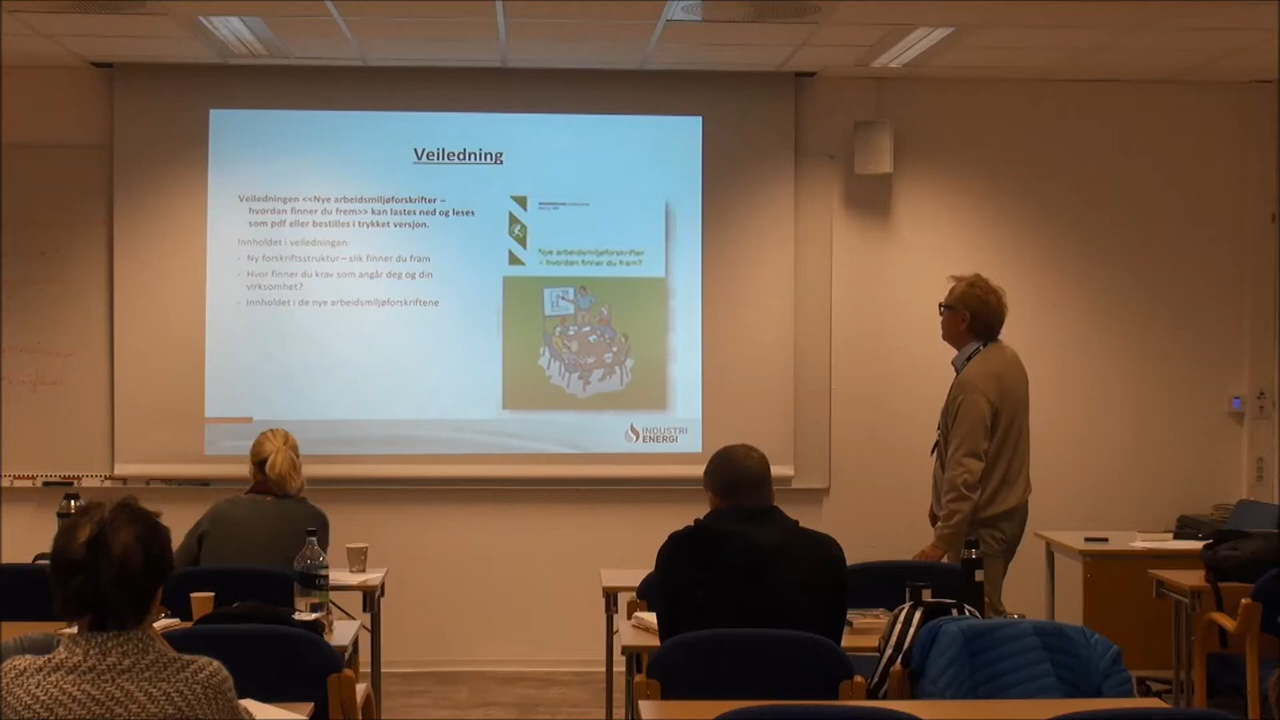 Veiledning
Veiledningen <<Nye arbeidsmiljøforskrifter –
hvordan finner du frem>> kan lastes ned og leses
som pdf eller bestilles i trykket versjon.
Innholdet i veiledningen:
- Ny forskriftsstruktur – slik finner du fram
- Hvor finner du krav som angår deg og din
virksomhet?
- Innholdet i de nye arbeidsmiljøforskriftene
Nye arbeidsmiljøforskrifter
– hvordan finner du fram?
INDUSTRI
ENERGI